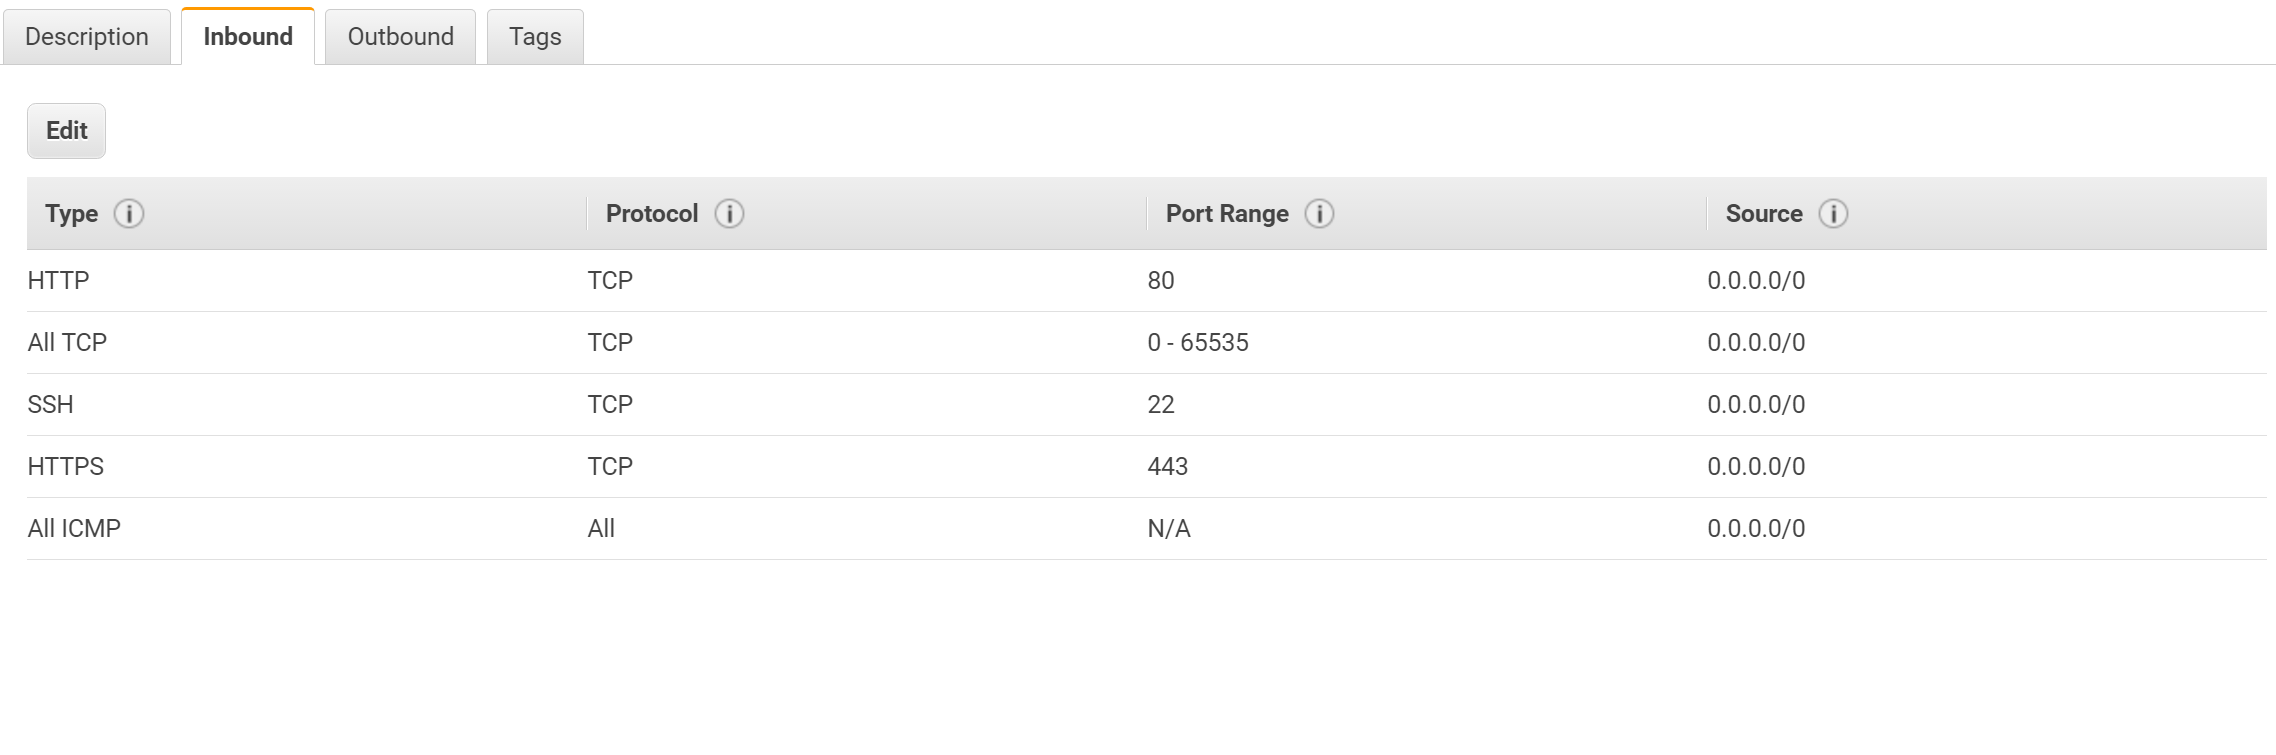 Description Inbound Outbound Tags
Edit
Type Protocol Port Range Source
HTTP TCP 80 0.0.0.0/0
All TCP TCP 0 - 65535 0.0.0.0/0
SSH TCP 22 0.0.0.0/0
HTTPS TCP 443 0.0.0.0/0
All ICMP All N/A 0.0.0.0/0